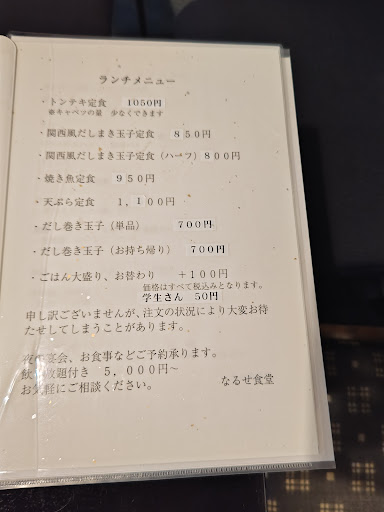 ランチメニュー
・トンテキ定食 1050円
※キャベツの量 少なくできます
・関西風だしまき玉子定食 850円
・関西風だしまき玉子定食（ハーフ）800円
・焼き魚定食 950円
・天ぷら定食 1,100円
・だし巻き玉子（単品） 700円
・だし巻き玉子（お持ち帰り） 700円
・ごはん大盛り、お替わり +100円
価格はすべて税込みとなります。
学生さん 50円
申し訳ございませんが、注文の状況により大変お待
たせしてしまうことがあります。
宴会、お食事などご予約承ります。
飲 放題付き 5,000円～
お気軽にご相談ください。 なるせ食堂